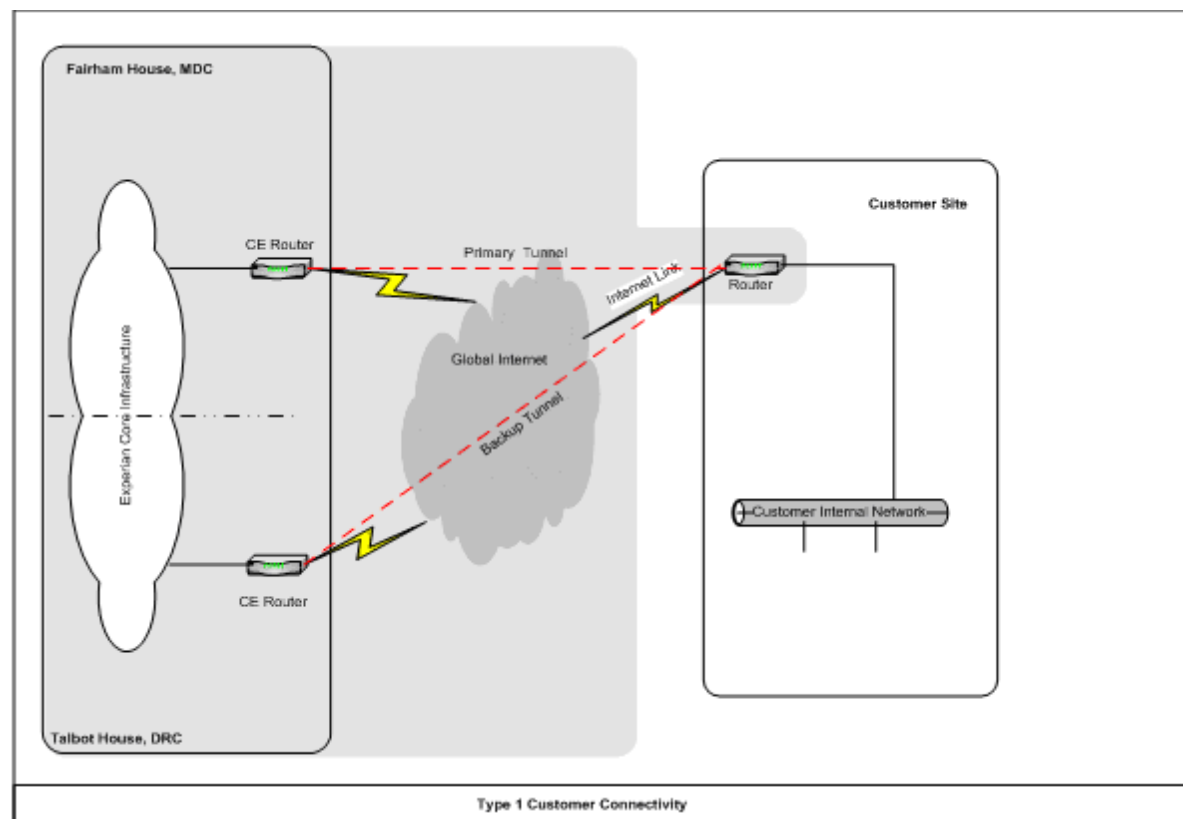 Fairham House, MDC
Customer Site
CE Router
Primary Tunnel
Internet Link
Router
Global Internet
Experian Core Infrastructure
Backup Tunnel
Customer Internal Network
CE Router
Talbot House, DRC
Type 1 Customer Connectivity